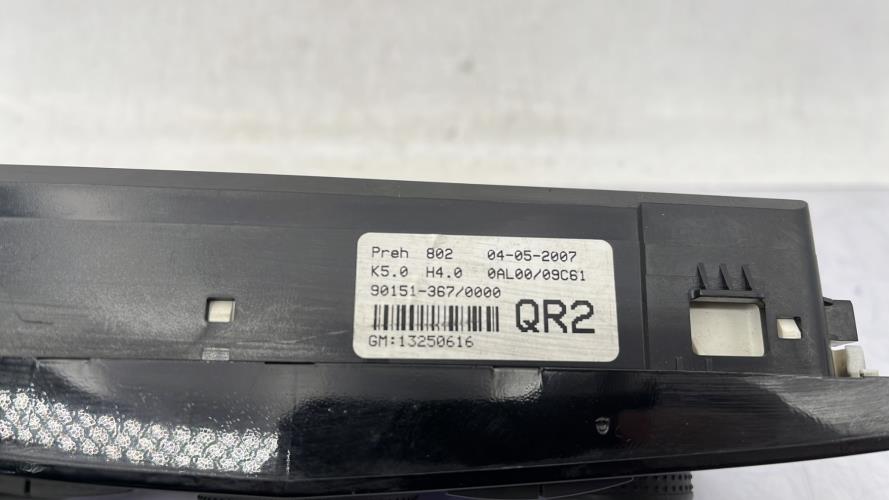 Preh 802 04-05-2007
K5.0 H4.0 0AL00/09C61
90151-367/0000
QR2
GM:13250616